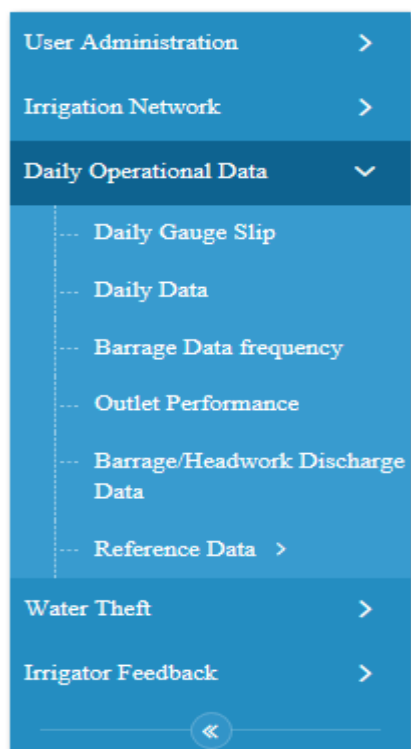 User Administration
Irrigation Network
Daily Operational Data
Daily Gauge Slip
Daily Data
Barrage Data frequency
Outlet Performance
Barrage/Headwork Discharge
Data
Reference Data
Water Theft
Irrigator Feedback